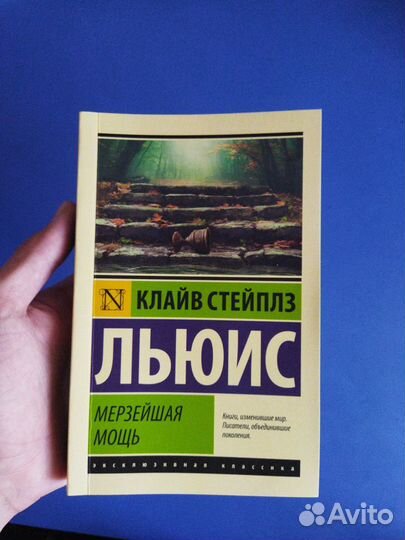 N
КЛАЙВ СТЕЙПЛЗ
ЛЬЮИС
МЕРЗЕЙШАЯ
МОЩЬ
Книги, изменившие мир.
Писатели, объединившие
поколения.
эксклюзивная классика
Avito